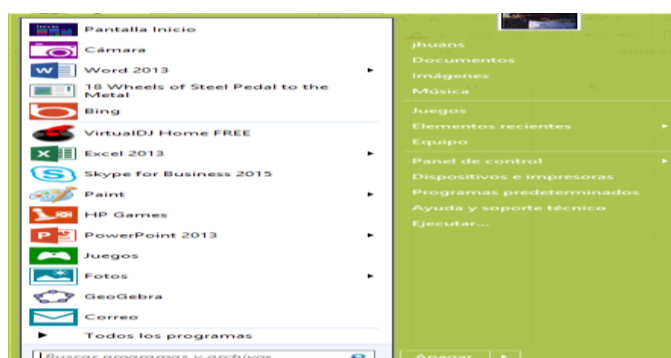 Pantalla Inicio
Cámara
Word 2013
18 Wheels of Steel Pedal to the
Metal
Bing
VirtualDJ Home FREE
Excel 2013
Skype for Business 2015
Paint
HP Games
PowerPoint 2013
Juegos
Fotos
GeoGebra
Correo
Todos los programas
Buscar programas y archivos
jhuans
Documentos
Imágenes
Música
Juegos
Elementos recientes
Equipo
Panel de control
Dispositivos e impresoras
Programas predeterminados
Ayuda y soporte técnico
Ejecutar...
Apagar